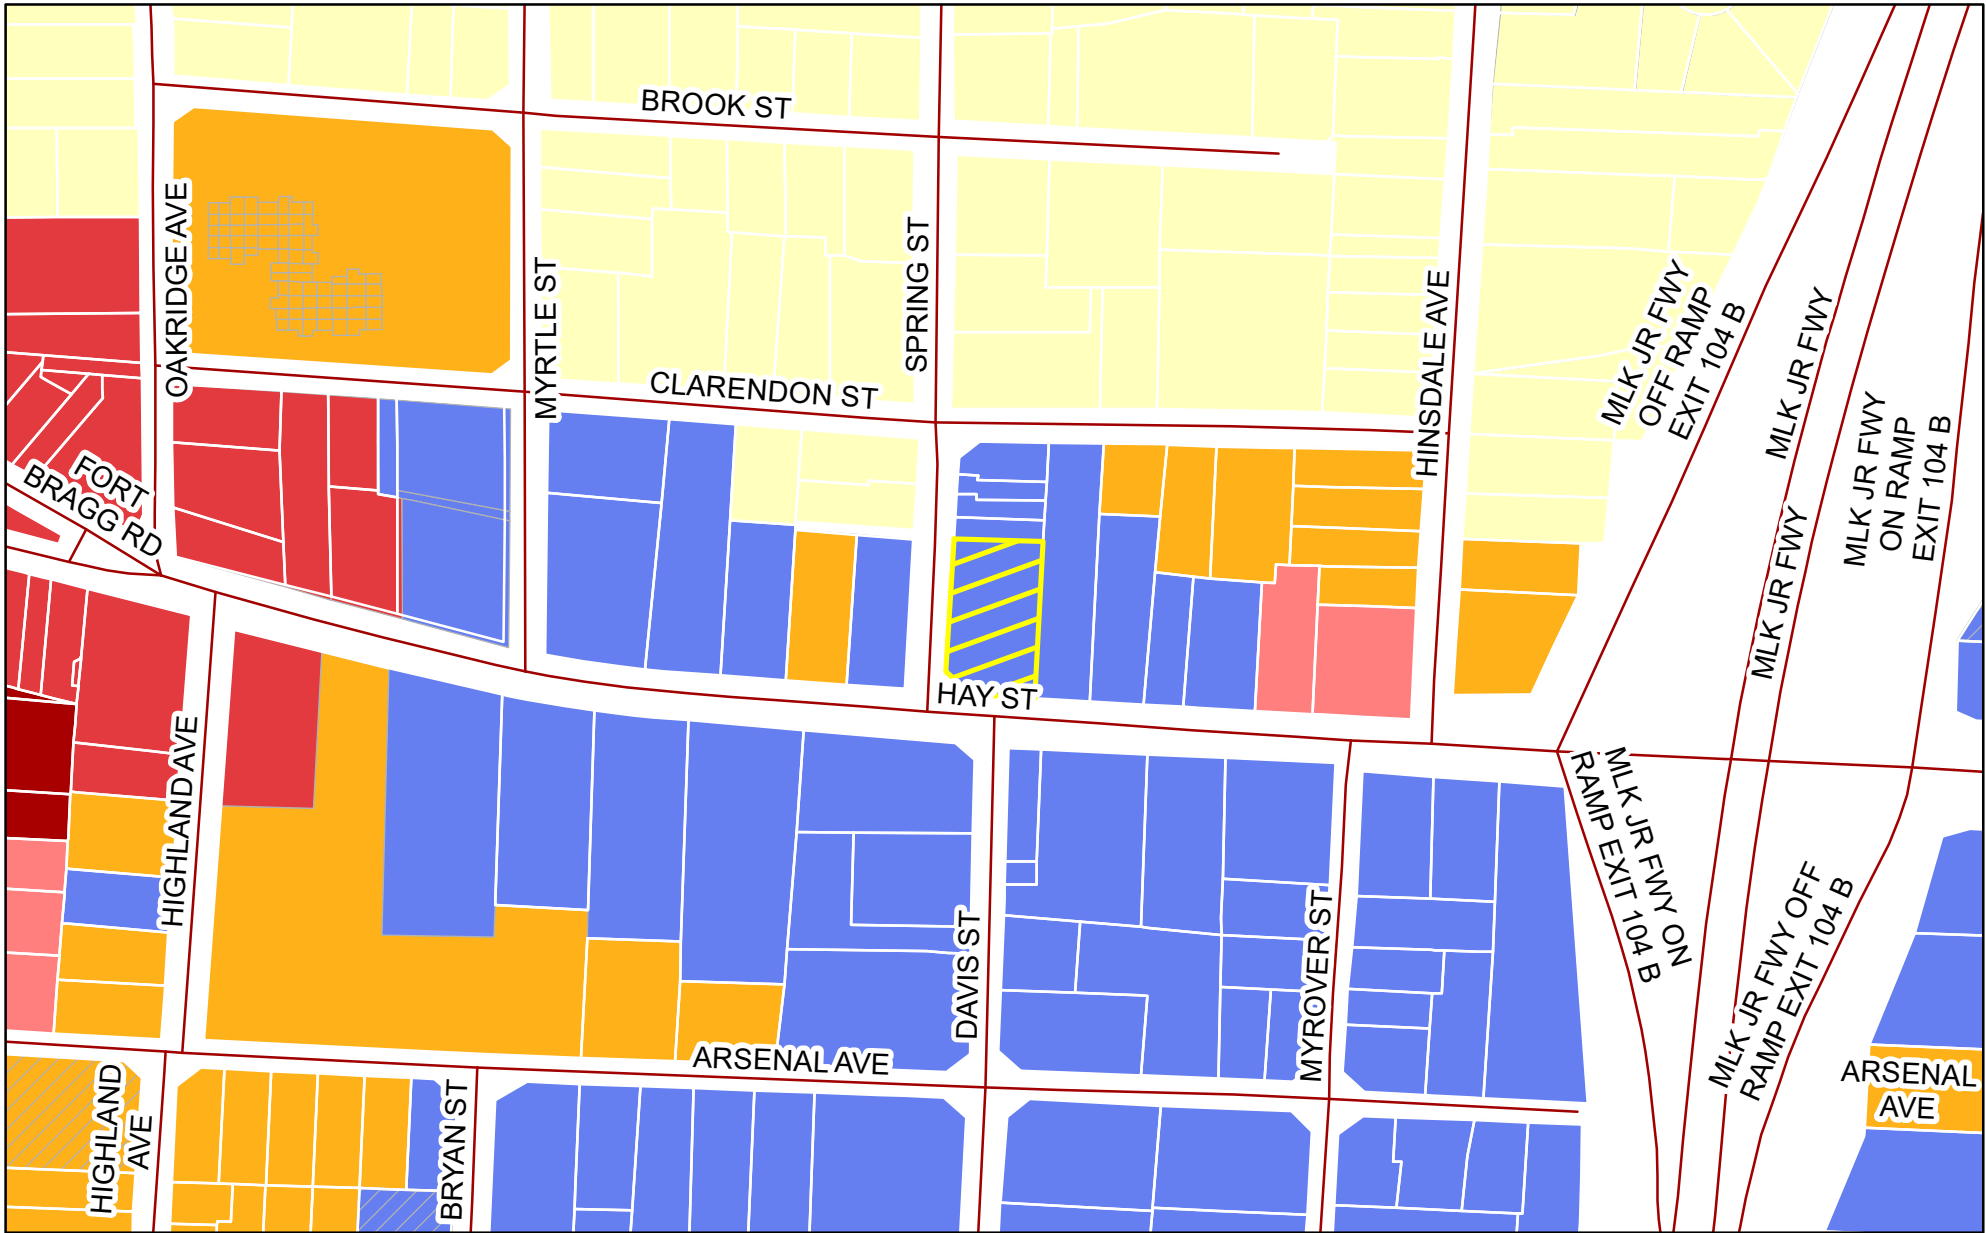 BROOK ST
OAKRIDGE AVE
MYRTLE ST
SPRING ST
CLARENDON ST
HINSDALE AVE
MLK JR FWY
OFF RAMP
EXIT 104 B
MLK JR FWY
MLK JR FWY
ON RAMP
EXIT 104 B
FORT
BRAGG RD
MLK JR FWY
HAY ST
HIGHLAND AVE
MLK JR FWY ON
RAMP EXIT 104 B
DAVIS ST
MYROVER ST
MLK JR FWY OFF
RAMP EXIT 104 B
ARSENAL AVE
ARSENAL
AVE
HIGHLAND
AVE
BRYAN ST